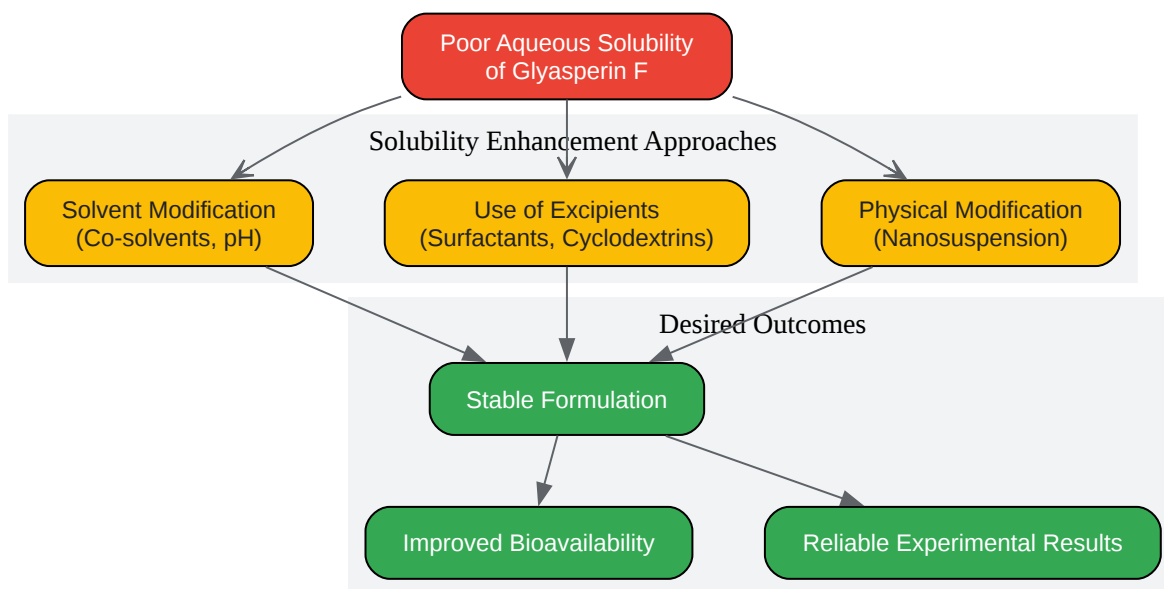 Poor Aqueous Solubility
of Glyasperin F
Solubility Enhancement Approaches
Solvent Modification
(Co-solvents, pH)
Use of Excipients
(Surfactants, Cyclodextrins)
Physical Modification
(Nanosuspension)
Desired Outcomes
Stable Formulation
Improved Bioavailability
Reliable Experimental Results